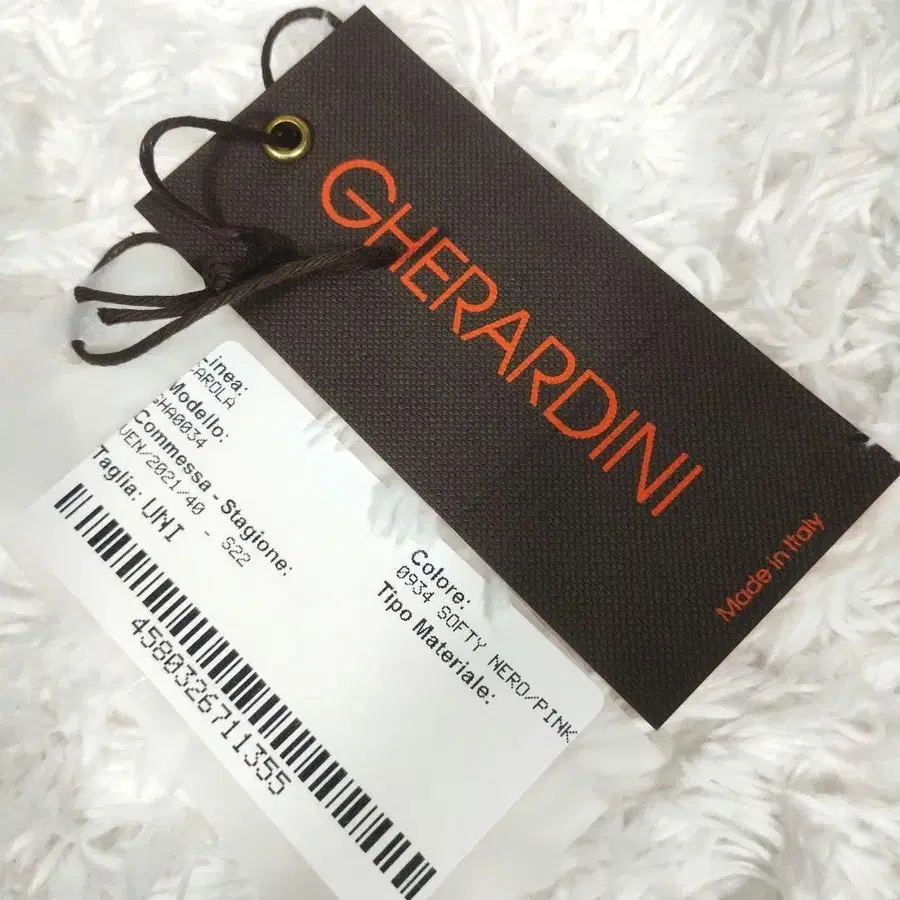 GHERARDINI
Made in Italy
Linea:
CAROLA
Modello:
GHA0034
Commessa - Stagione:
VEN/2021/40 - S22
Taglia: UNI
Colore:
0934 SOFTY NERO/PINK
Tipo Materiale:
4580326711355